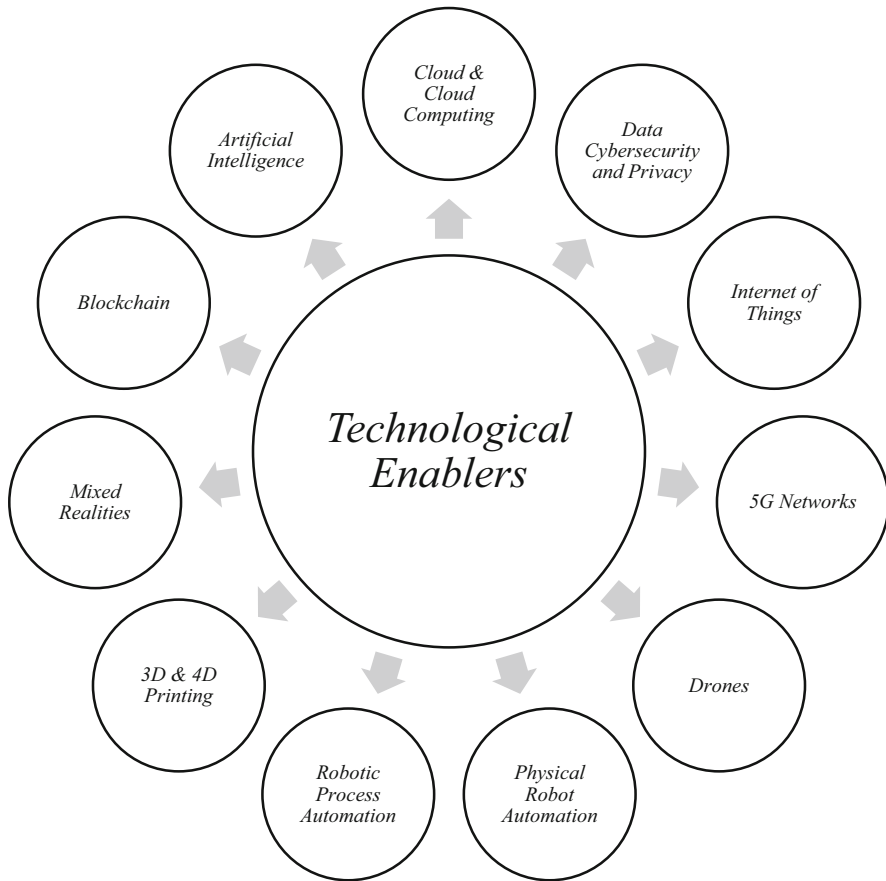 Cloud &
Cloud
Computing
Data
Cybersecurity
and Privacy
Internet of
Things
5G Networks
Drones
Physical
Robot
Automation
Robotic
Process
Automation
3D & 4D
Printing
Mixed
Realities
Blockchain
Artificial
Intelligence
Technological
Enablers